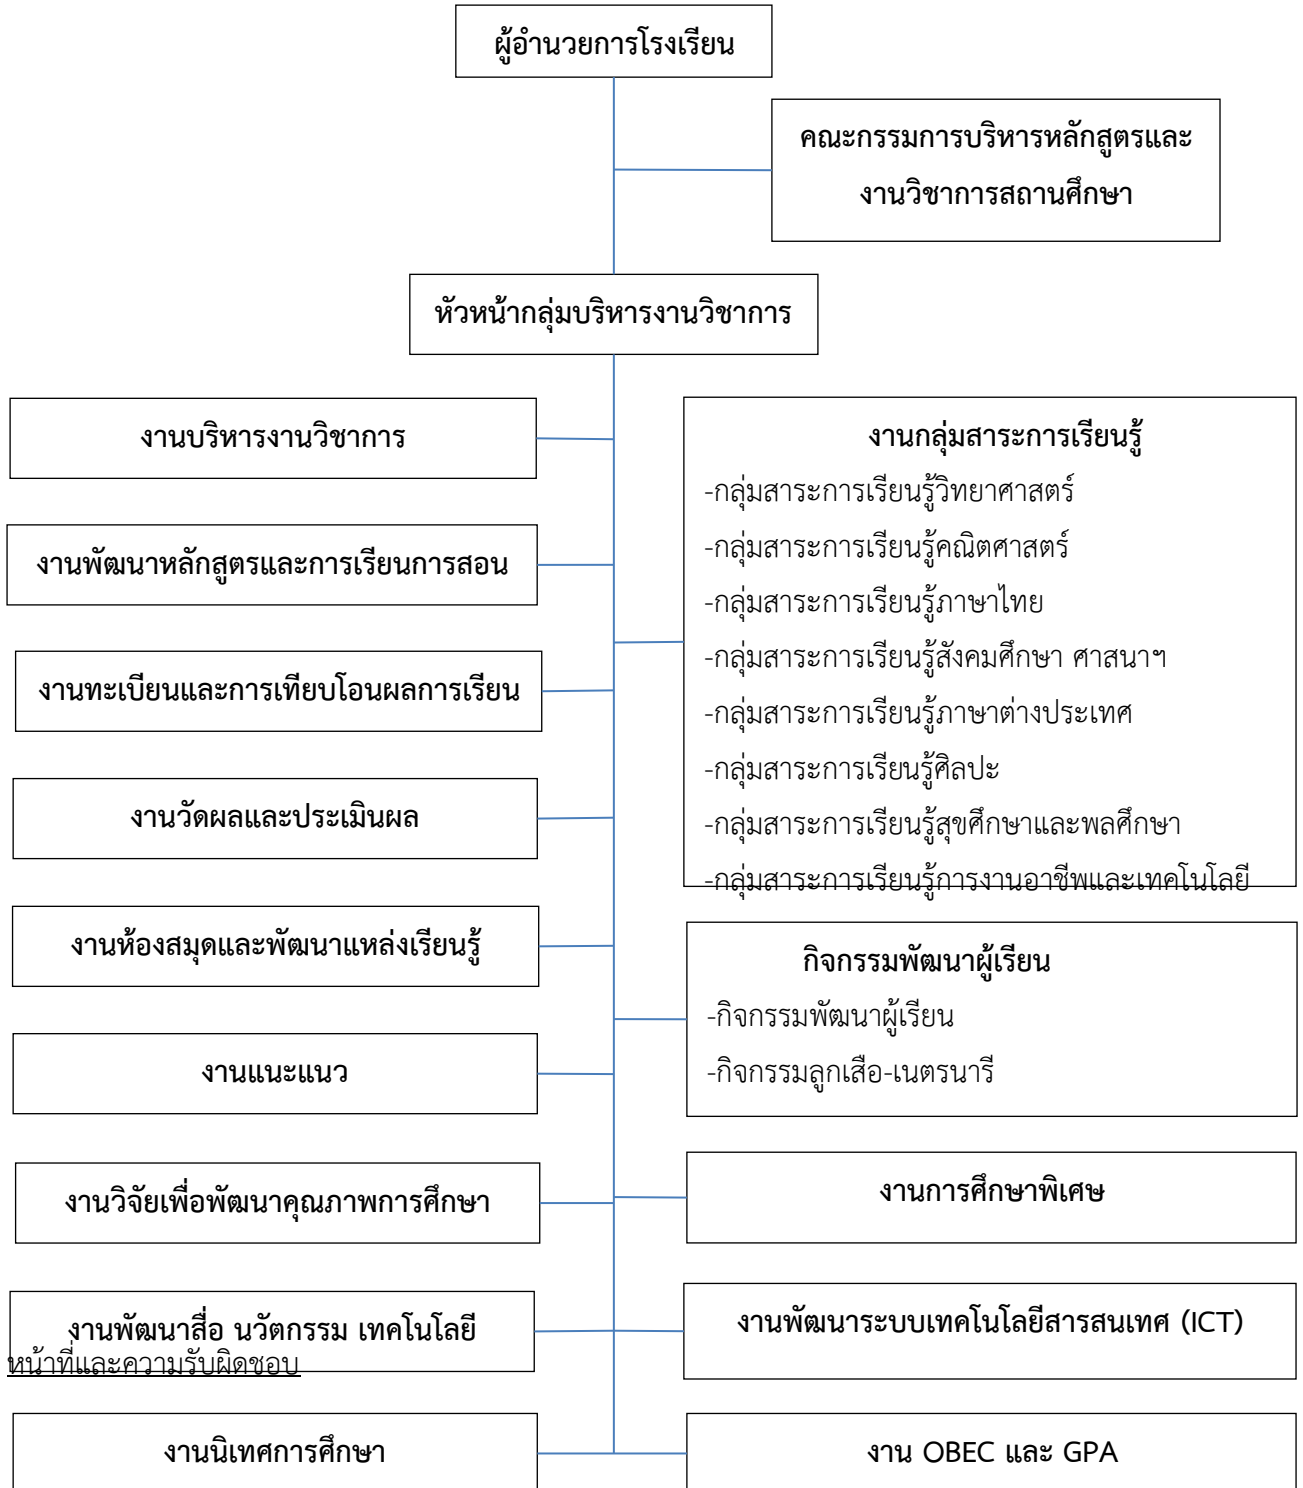 ผู้อำนวยการโรงเรียน
คณะกรรมการบริหารหลักสูตรและ
งานวิชาการสถานศึกษา
หัวหน้ากลุ่มบริหารงานวิชาการ
งานบริหารงานวิชาการ
งานพัฒนาหลักสูตรและการเรียนการสอน
งานทะเบียนและการเทียบโอนผลการเรียน
งานวัดผลและประเมินผล
งานห้องสมุดและพัฒนาแหล่งเรียนรู้
งานแนะแนว
งานวิจัยเพื่อพัฒนาคุณภาพการศึกษา
งานพัฒนาสื่อ นวัตกรรม เทคโนโลยี
หน้าที่และความรับผิดชอบ
งานนิเทศการศึกษา
งานกลุ่มสาระการเรียนรู้
-กลุ่มสาระการเรียนรู้วิทยาศาสตร์
-กลุ่มสาระการเรียนรู้คณิตศาสตร์
-กลุ่มสาระการเรียนรู้ภาษาไทย
-กลุ่มสาระการเรียนรู้สังคมศึกษา ศาสนาฯ
-กลุ่มสาระการเรียนรู้ภาษาต่างประเทศ
-กลุ่มสาระการเรียนรู้ศิลปะ
-กลุ่มสาระการเรียนรู้สุขศึกษาและพลศึกษา
-กลุ่มสาระการเรียนรู้การงานอาชีพและเทคโนโลยี
กิจกรรมพัฒนาผู้เรียน
-กิจกรรมพัฒนาผู้เรียน
-กิจกรรมลูกเสือ-เนตรนารี
งานการศึกษาพิเศษ
งานพัฒนาระบบเทคโนโลยีสารสนเทศ (ICT)
งาน OBEC และ GPA